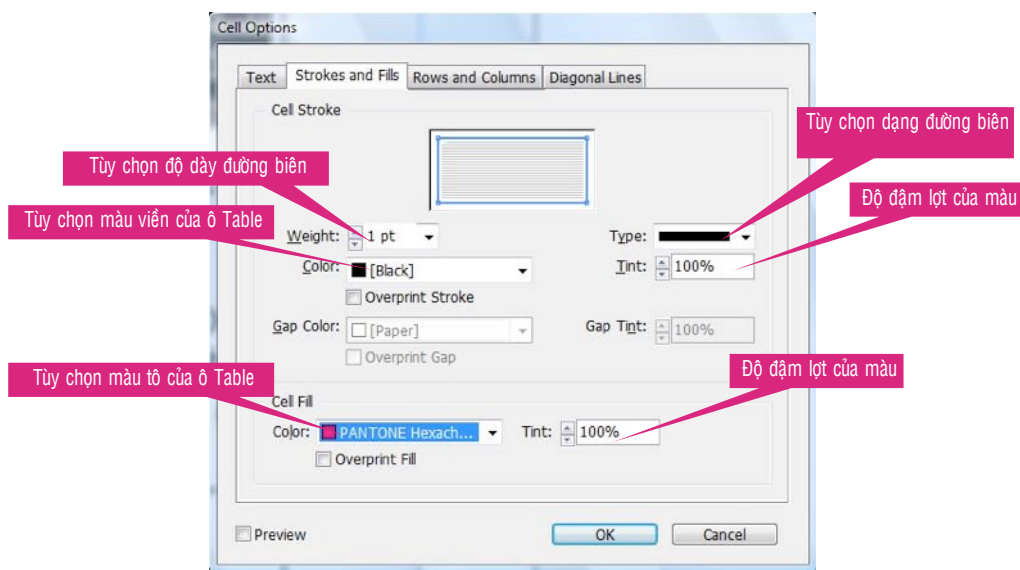 Cell Options
Text Strokes and Fills Rows and Columns Diagonal Lines
Cell Stroke
Tùy chọn dạng đường biên
Tùy chọn độ dày đường biên
Độ đậm lợt của màu
Tùy chọn màu viền của ô Table
Weight: 1 pt Type:
Color: [Black] Tint: 100%
Overprint Stroke
Gap Color: [Paper] Gap Tint: 100%
Overprint Gap
Độ đậm lợt của màu
Tùy chọn màu tô của ô Table
Cell Fill
Color: PANTONE Hexach... Tint: 100%
Overprint Fill
Preview OK Cancel